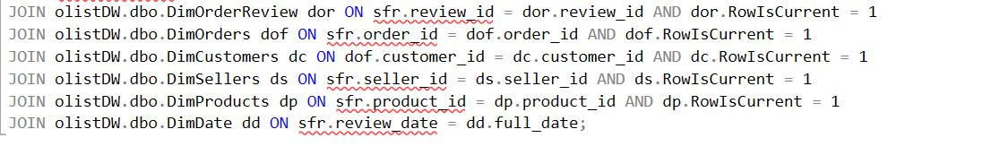 JOIN olistDW.dbo.DimOrderReview dor ON sfr.review_id = dor.review_id AND dor.RowIsCurrent = 1
JOIN olistDW.dbo.DimOrders dof ON sfr.order_id = dof.order_id AND dof.RowIsCurrent = 1
JOIN olistDW.dbo.DimCustomers dc ON dof.customer_id = dc.customer_id AND dc.RowIsCurrent = 1
JOIN olistDW.dbo.DimSellers ds ON sfr.seller_id = ds.seller_id AND ds.RowIsCurrent = 1
JOIN olistDW.dbo.DimProducts dp ON sfr.product_id = dp.product_id AND dp.RowIsCurrent = 1
JOIN olistDW.dbo.DimDate dd ON sfr.review_date = dd.full_date;